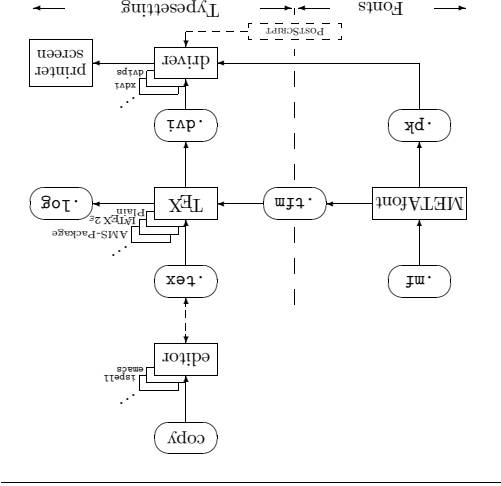 copy
ispell
emacs
editor
.mf
.tex
AMS-Package
LATEX 2ε
Plain
METAfont
.tfm
TEX
.log
.pk
.dvi
xdvi
dvips
driver
printer
screen
PostScript
Fonts
Typesetting